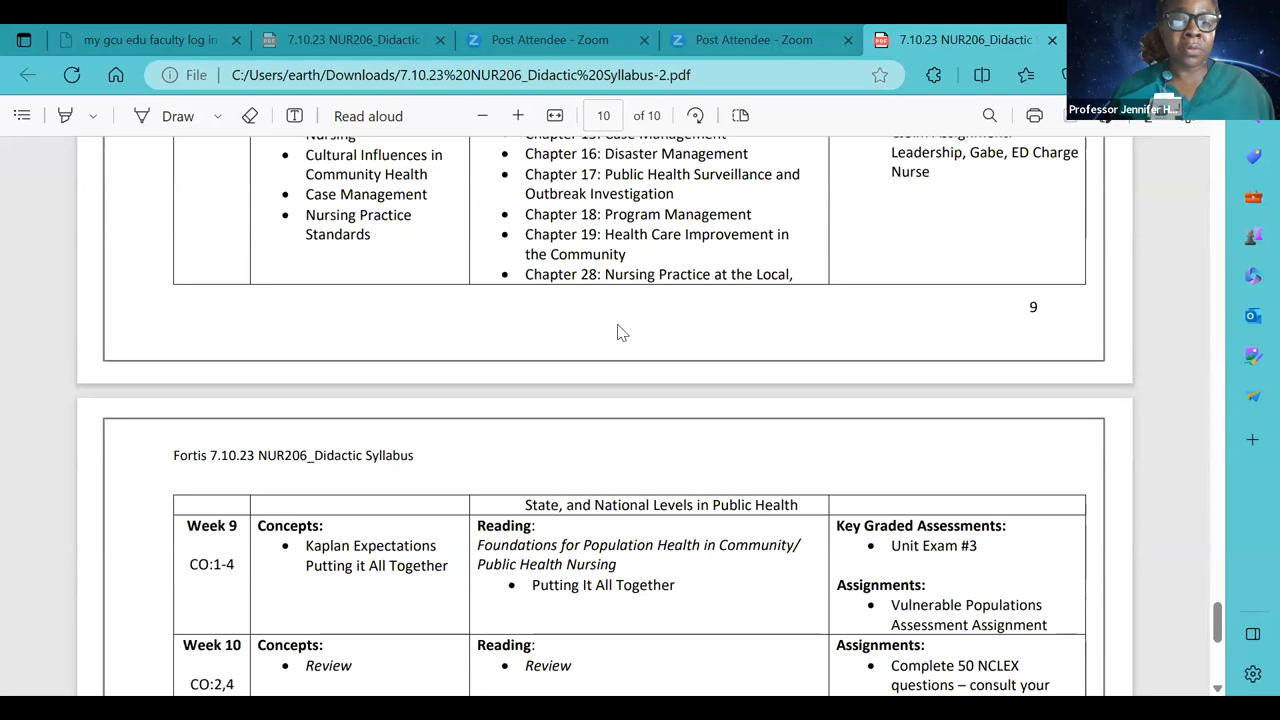 my gcu edu faculty log in
7.10.23 NUR206_Didactic
Post Attendee - Zoom
Post Attendee - Zoom
7.10.23 NUR206_Didactic
File
C:/Users/earth/Downloads/7.10.23%20NUR206_Didactic%20Syllabus-2.pdf
Draw
Read aloud
10
of 10
Professor Jennifer H...
Nursing
• Cultural Influences in
Community Health
• Case Management
• Nursing Practice
Standards
Chapter 15: Case Management
• Chapter 16: Disaster Management
• Chapter 17: Public Health Surveillance and
Outbreak Investigation
• Chapter 18: Program Management
• Chapter 19: Health Care Improvement in
the Community
• Chapter 28: Nursing Practice at the Local,
Leadership, Gabe, ED Charge
Nurse
9
Fortis 7.10.23 NUR206_Didactic Syllabus
State, and National Levels in Public Health
Week 9
CO:1-4
Concepts:
• Kaplan Expectations
Putting it All Together
Reading:
Foundations for Population Health in Community/
Public Health Nursing
• Putting It All Together
Key Graded Assessments:
• Unit Exam #3
Assignments:
• Vulnerable Populations
Assessment Assignment
Week 10
CO:2,4
Concepts:
• Review
Reading:
• Review
Assignments:
• Complete 50 NCLEX
questions – consult your